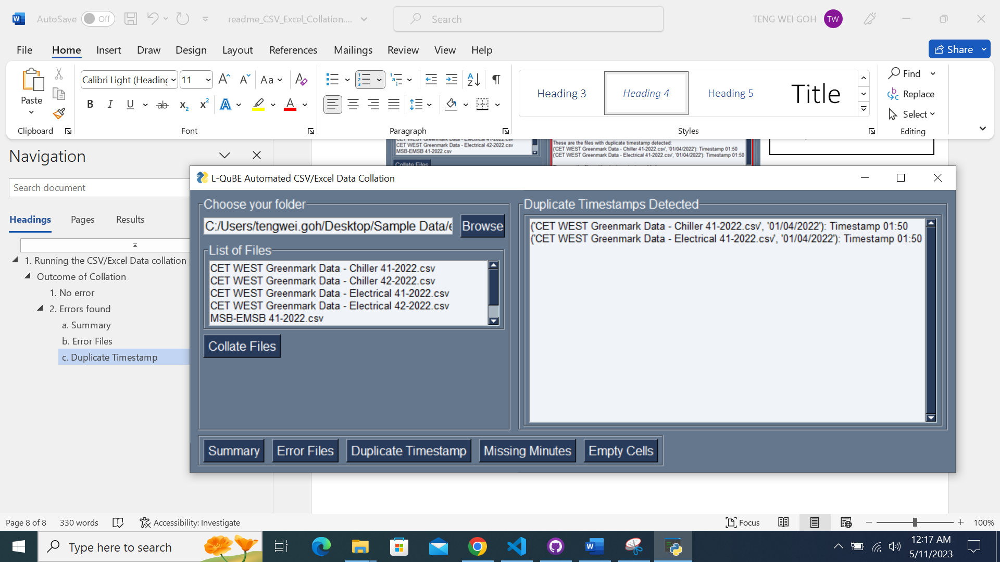 AutoSave Off
readme_CSV_Excel_Collation....
Search
TENG WEI GOH TW
File Home Insert Draw Design Layout References Mailings Review View Help
Share
Paste
Calibri Light (Heading 11
Heading 3 Heading 4 Heading 5 Title
Find
Replace
Select
Clipboard Font Paragraph Styles Editing
Navigation
Search document
Headings Pages Results
1. Running the CSV/Excel Data collation
Outcome of Collation
1. No error
2. Errors found
a. Summary
b. Error Files
c. Duplicate Timestamp
CET WEST Greenmark Data - Electrical 41-2022.csv
CET WEST Greenmark Data - Electrical 42-2022.csv
MSB-EMSB 41-2022.csv
Collate Files
These are the files with duplicate timestamp detected:
('CET WEST Greenmark Data - Chiller 41-2022.csv', '01/04/2022'): Timestamp 01:50
('CET WEST Greenmark Data - Electrical 41-2022.csv', '01/04/2022'): Timestamp 01:50
L-QuBE Automated CSV/Excel Data Collation
Choose your folder
C:/Users/tengwei.goh/Desktop/Sample Data/e
Browse
List of Files
CET WEST Greenmark Data - Chiller 41-2022.csv
CET WEST Greenmark Data - Chiller 42-2022.csv
CET WEST Greenmark Data - Electrical 41-2022.csv
CET WEST Greenmark Data - Electrical 42-2022.csv
MSB-EMSB 41-2022.csv
Collate Files
Duplicate Timestamps Detected
('CET WEST Greenmark Data - Chiller 41-2022.csv', '01/04/2022'): Timestamp 01:50
('CET WEST Greenmark Data - Electrical 41-2022.csv', '01/04/2022'): Timestamp 01:50
Summary Error Files Duplicate Timestamp Missing Minutes Empty Cells
Page 8 of 8 330 words Accessibility: Investigate Focus 100%
Type here to search
12:17 AM
5/11/2023